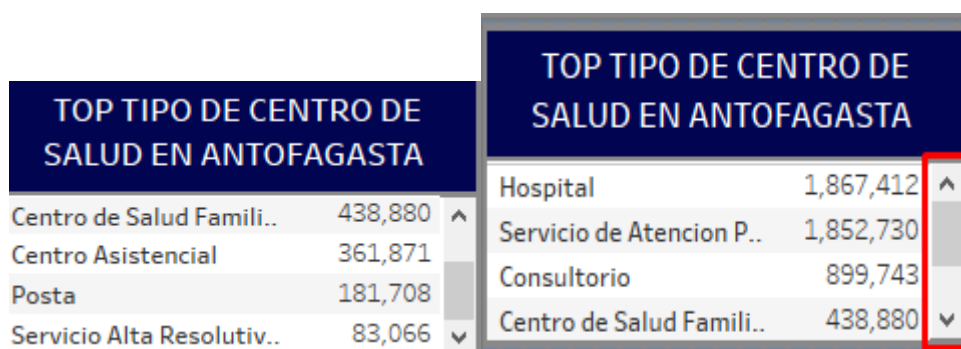 TOP TIPO DE CENTRO DE
SALUD EN ANTOFAGASTA
Centro de Salud Famili.. 438,880
Centro Asistencial 361,871
Posta 181,708
Servicio Alta Resolutiv.. 83,066
TOP TIPO DE CENTRO DE
SALUD EN ANTOFAGASTA
Hospital 1,867,412
Servicio de Atencion P.. 1,852,730
Consultorio 899,743
Centro de Salud Famili.. 438,880